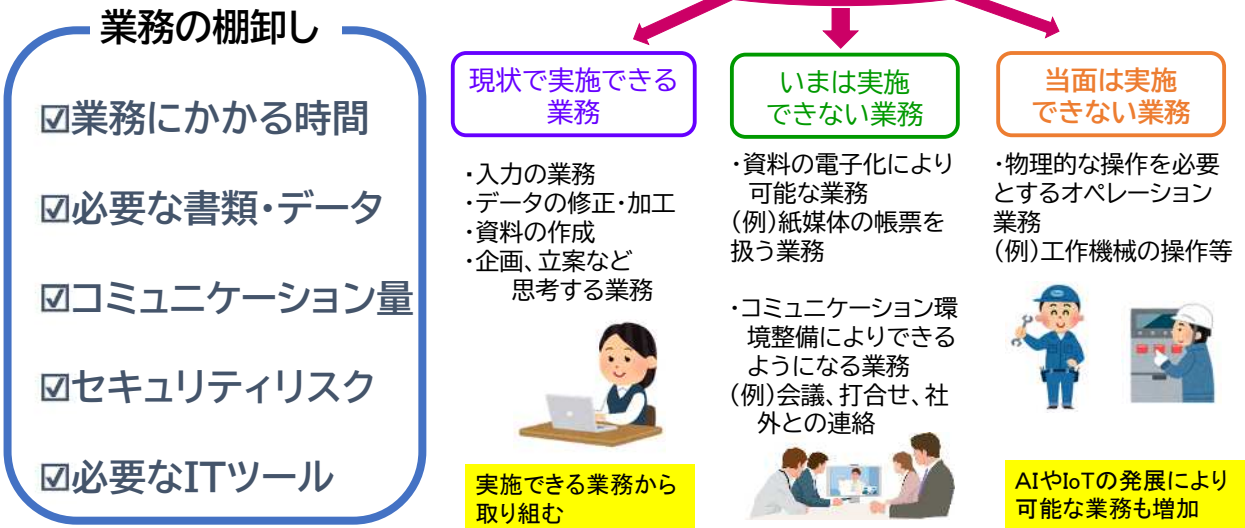 業務の棚卸し
☑業務にかかる時間
☑必要な書類・データ
☑コミュニケーション量
☑セキュリティリスク
☑必要なITツール
現状で実施できる
業務
・入力の業務
・データの修正・加工
・資料の作成
・企画、立案など
思考する業務
実施できる業務から
取り組む
いまは実施
できない業務
・資料の電子化により
可能な業務
(例)紙媒体の帳票を
扱う業務
・コミュニケーション環
境整備によりできる
ようになる業務
(例)会議、打合せ、社
外との連絡
当面は実施
できない業務
・物理的な操作を必要
とするオペレーション
業務
(例)工作機械の操作等
AIやIoTの発展により
可能な業務も増加